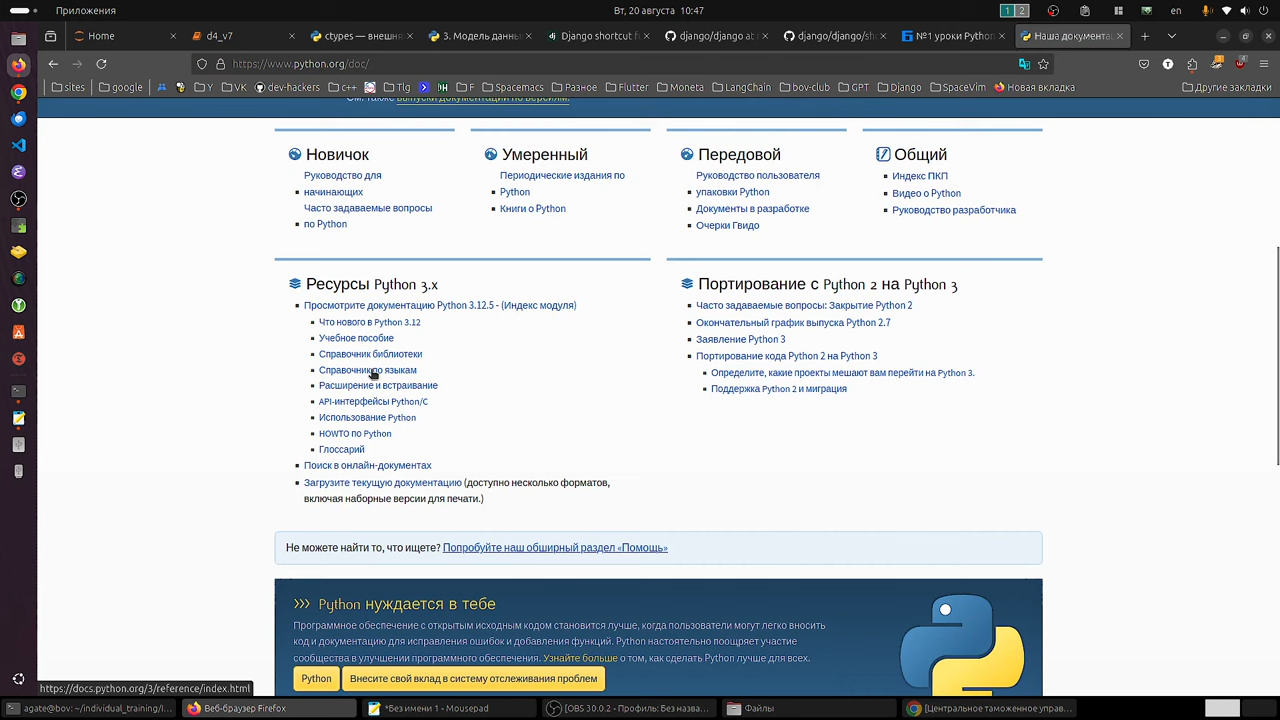 Приложения
Вт, 20 августа 10:47
1 2
en
Home
d4_v7
ctypes — внешня
3. Модель данны
Django shortcut f
django/django at
django/django/sh
№1 уроки Python
Наша документа
https://www.python.org/doc/
sites
google
Y
VK
dev-hackers
c++
Tlg
H
F
Spacemacs
Разное
Flutter
Moneta
LangChain
bov-club
GPT
Django
SpaceVim
Новая вкладка
Другие закладки
См. также выпуски документации по версиям.
Новичок
Руководство для
начинающих
Часто задаваемые вопросы
по Python
Умеренный
Периодические издания по
Python
Книги о Python
Передовой
Руководство пользователя
упаковки Python
Документы в разработке
Очерки Гвидо
Общий
Индекс ПКП
Видео о Python
Руководство разработчика
Ресурсы Python 3.x
Просмотрите документацию Python 3.12.5 - (Индекс модуля)
Что нового в Python 3.12
Учебное пособие
Справочник библиотеки
Справочник по языкам
Расширение и встраивание
API-интерфейсы Python/C
Использование Python
HOWTO по Python
Глоссарий
Поиск в онлайн-документах
Загрузите текущую документацию (доступно несколько форматов,
включая наборные версии для печати.)
Портирование с Python 2 на Python 3
Часто задаваемые вопросы: Закрытие Python 2
Окончательный график выпуска Python 2.7
Заявление Python 3
Портирование кода Python 2 на Python 3
Определите, какие проекты мешают вам перейти на Python 3.
Поддержка Python 2 и миграция
Не можете найти то, что ищете? Попробуйте наш обширный раздел «Помощь»
>>> Python нуждается в тебе
Программное обеспечение с открытым исходным кодом становится лучше, когда пользователи могут легко вносить
код и документацию для исправления ошибок и добавления функций. Python настоятельно поощряет участие
сообщества в улучшении программного обеспечения. Узнайте больше о том, как сделать Python лучше для всех.
Python
Внесите свой вклад в систему отслеживания проблем
https://docs.python.org/3/reference/index.html
agate@bov: ~/individual_training/I...
Веб-браузер Firefox
*Без имени 1 - Mousepad
[OBS 30.0.2 - Профиль: Без назва...
Файлы
[Центральное таможенное управ...